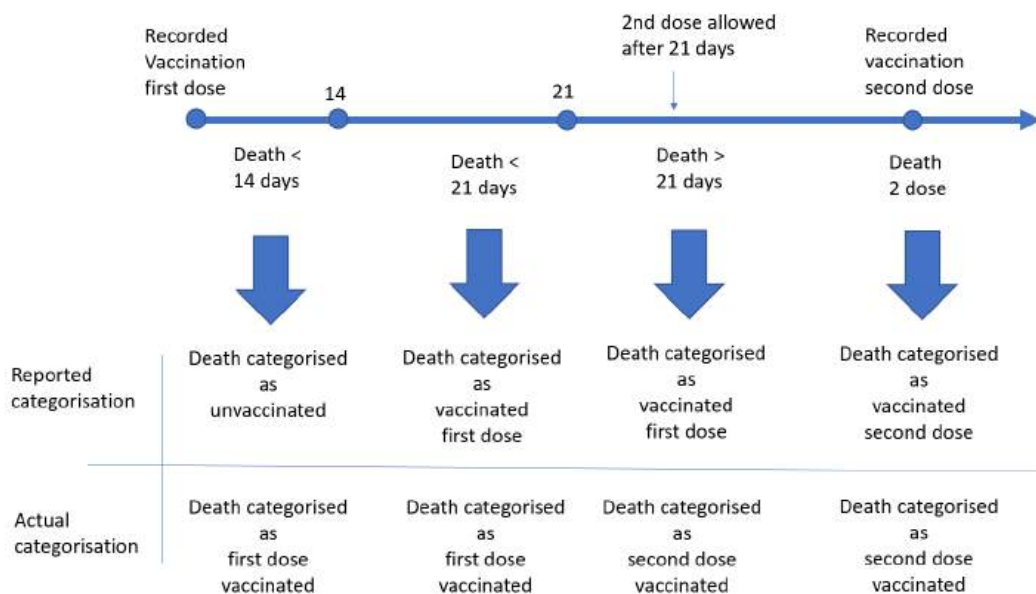 Recorded
Vaccination
first dose
14
21
2nd dose allowed
after 21 days
Recorded
vaccination
second dose
Death <
14 days
Death <
21 days
Death >
21 days
Death
2 dose
Reported
categorisation
Death categorised
as
unvaccinated
Death categorised
as
vaccinated
first dose
Death categorised
as
vaccinated
first dose
Death categorised
as
vaccinated
second dose
Actual
categorisation
Death categorised
as
first dose
vaccinated
Death categorised
as
first dose
vaccinated
Death categorised
as
second dose
vaccinated
Death categorised
as
second dose
vaccinated